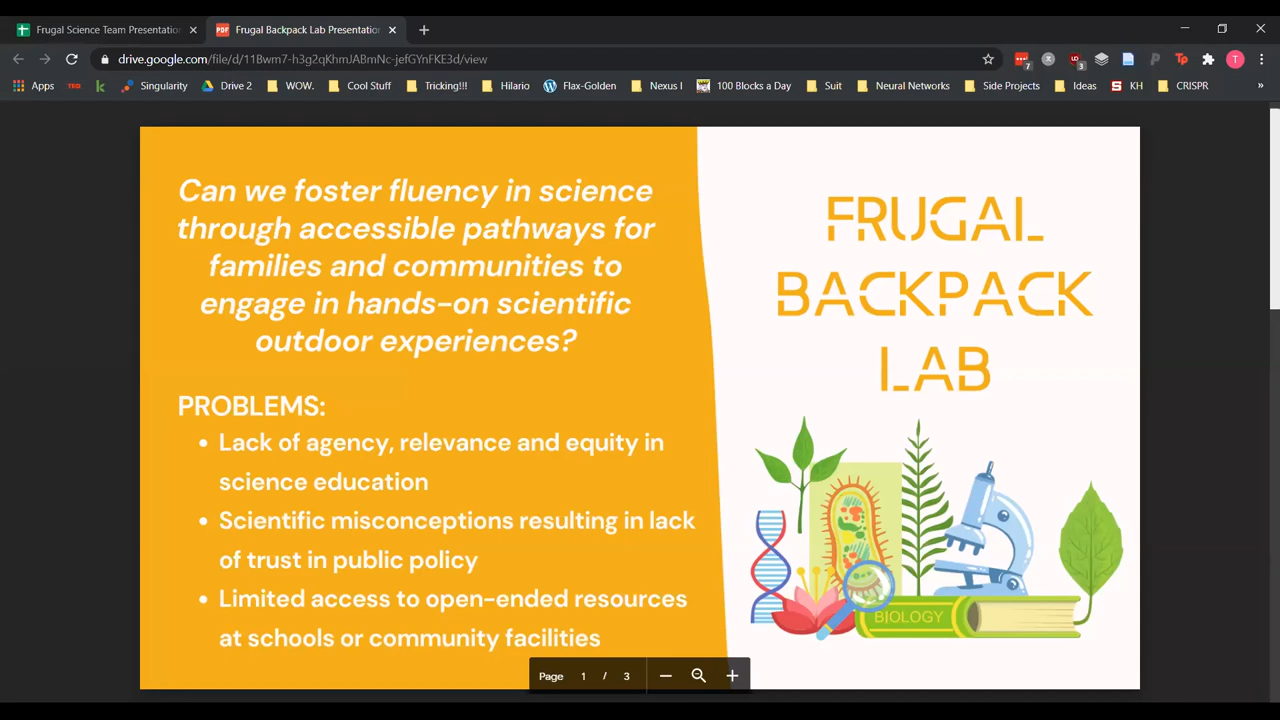 Frugal Science Team Presentation
Frugal Backpack Lab Presentation
drive.google.com/file/d/11Bwm7-h3g2qKhmJABmNc-jefGYnFKE3d/view
7
3
T
Apps
TED
k
Singularity
Drive 2
WOW.
Cool Stuff
Tricking!!!
Hilario
Flax-Golden
Nexus I
100 Blocks a Day
Suit
Neural Networks
Side Projects
Ideas
KH
CRISPR
»
Can we foster fluency in science
through accessible pathways for
families and communities to
engage in hands-on scientific
outdoor experiences?
PROBLEMS:
• Lack of agency, relevance and equity in
science education
• Scientific misconceptions resulting in lack
of trust in public policy
• Limited access to open-ended resources
at schools or community facilities
FRUGAL
BACKPACK
LAB
BIOLOGY
Page 1 / 3